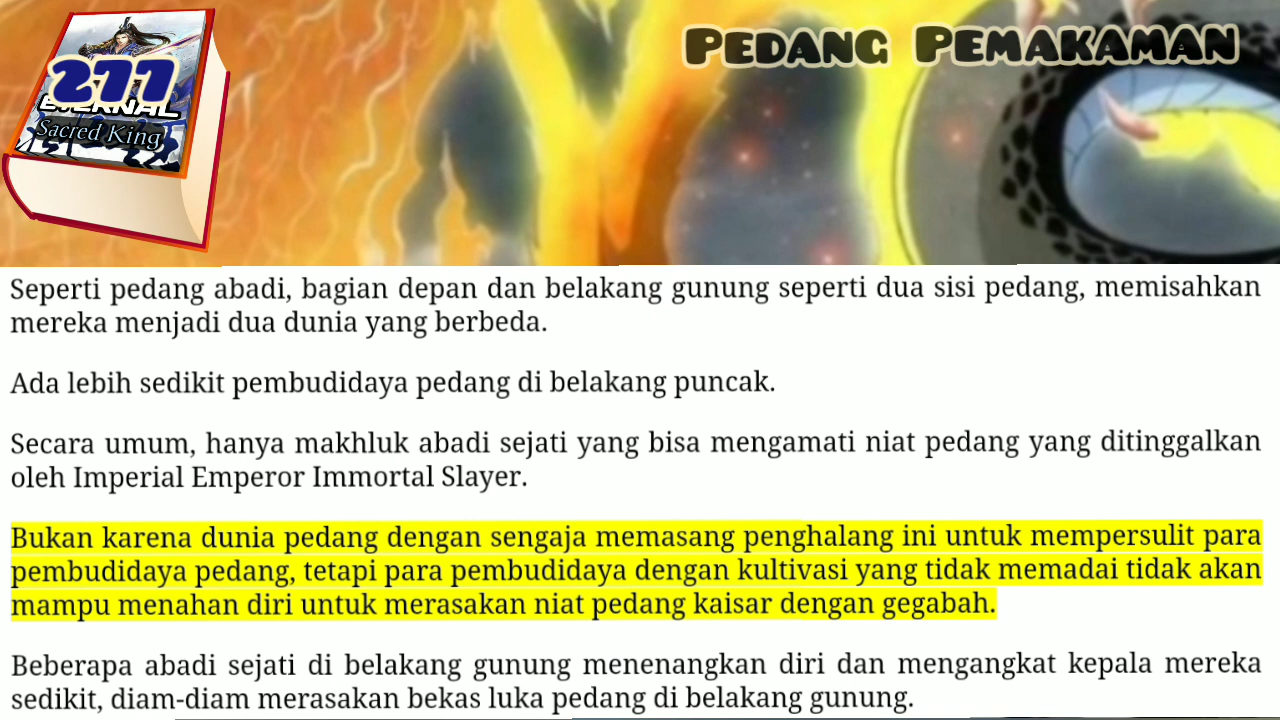 Pedang Pemakaman
277
ETERNAL
Sacred King
Seperti pedang abadi, bagian depan dan belakang gunung seperti dua sisi pedang, memisahkan
mereka menjadi dua dunia yang berbeda.
Ada lebih sedikit pembudidaya pedang di belakang puncak.
Secara umum, hanya makhluk abadi sejati yang bisa mengamati niat pedang yang ditinggalkan
oleh Imperial Emperor Immortal Slayer.
Bukan karena dunia pedang dengan sengaja memasang penghalang ini untuk mempersulit para
pembudidaya pedang, tetapi para pembudidaya dengan kultivasi yang tidak memadai tidak akan
mampu menahan diri untuk merasakan niat pedang kaisar dengan gegabah.
Beberapa abadi sejati di belakang gunung menenangkan diri dan mengangkat kepala mereka
sedikit, diam-diam merasakan bekas luka pedang di belakang gunung.